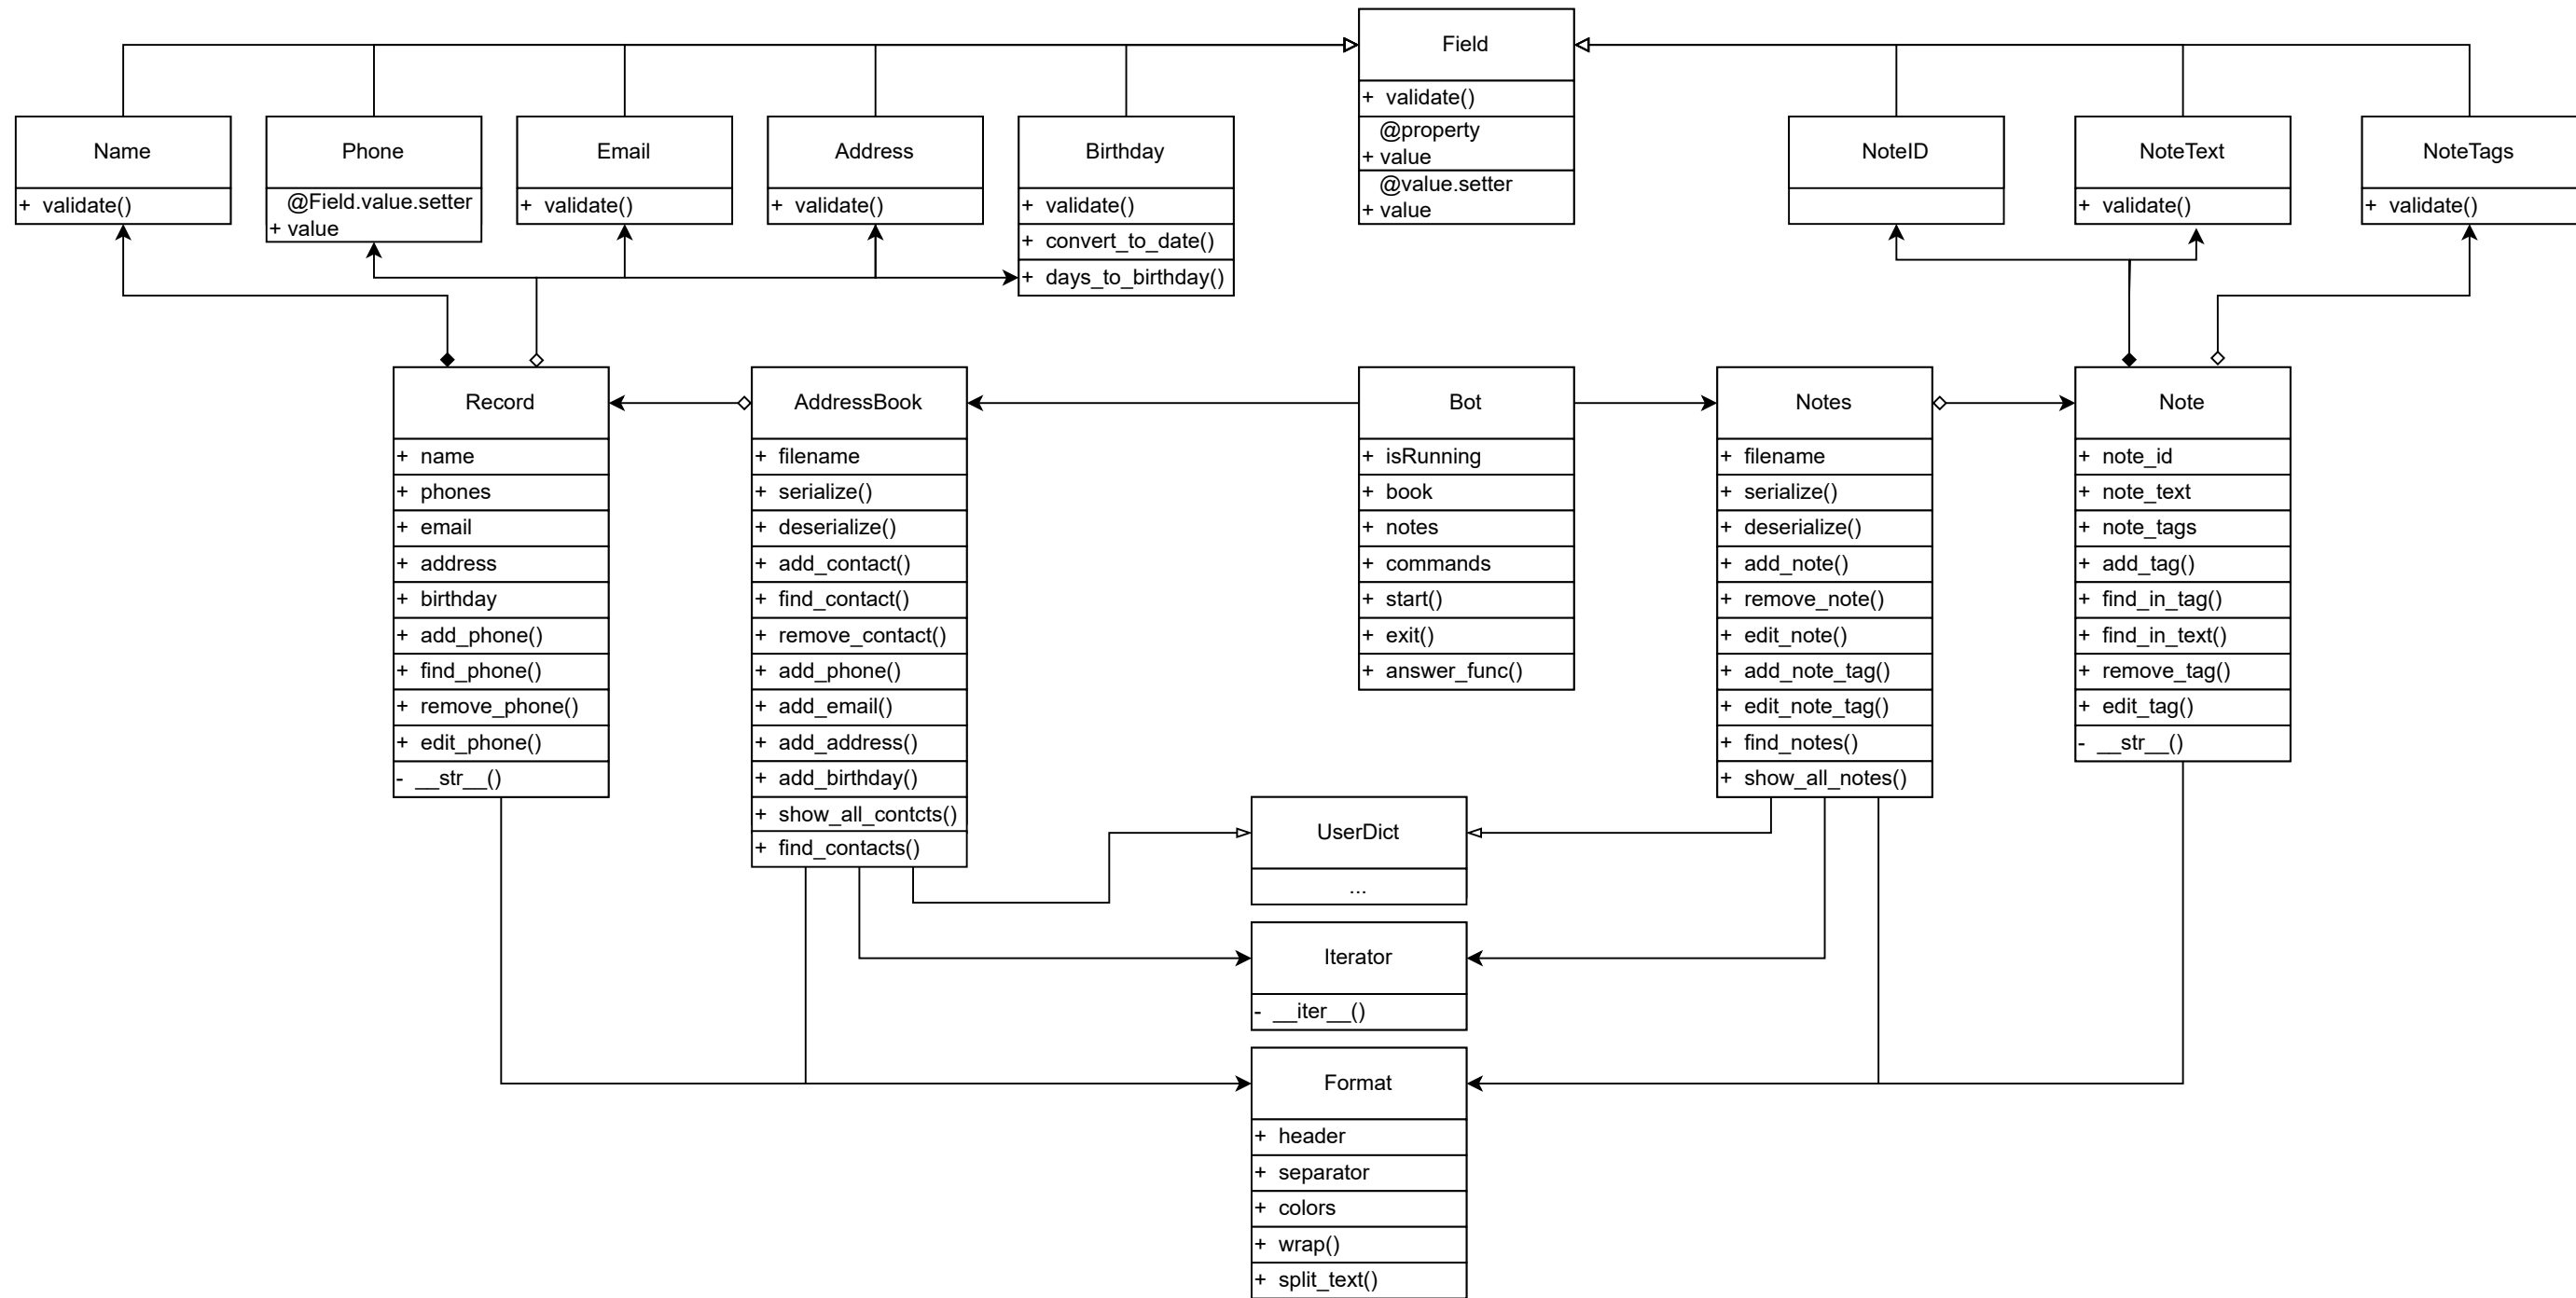 Field
+ validate()
@property
+ value
@value.setter
+ value
Name
+ validate()
Phone
@Field.value.setter
+ value
Email
+ validate()
Address
+ validate()
Birthday
+ validate()
+ convert_to_date()
+ days_to_birthday()
NoteID
NoteText
+ validate()
NoteTags
+ validate()
Record
+ name
+ phones
+ email
+ address
+ birthday
+ add_phone()
+ find_phone()
+ remove_phone()
+ edit_phone()
- __str__()
AddressBook
+ filename
+ serialize()
+ deserialize()
+ add_contact()
+ find_contact()
+ remove_contact()
+ add_phone()
+ add_email()
+ add_address()
+ add_birthday()
+ show_all_contcts()
+ find_contacts()
Bot
+ isRunning
+ book
+ notes
+ commands
+ start()
+ exit()
+ answer_func()
Notes
+ filename
+ serialize()
+ deserialize()
+ add_note()
+ remove_note()
+ edit_note()
+ add_note_tag()
+ edit_note_tag()
+ find_notes()
+ show_all_notes()
Note
+ note_id
+ note_text
+ note_tags
+ add_tag()
+ find_in_tag()
+ find_in_text()
+ remove_tag()
+ edit_tag()
- __str__()
UserDict
...
Iterator
- __iter__()
Format
+ header
+ separator
+ colors
+ wrap()
+ split_text()